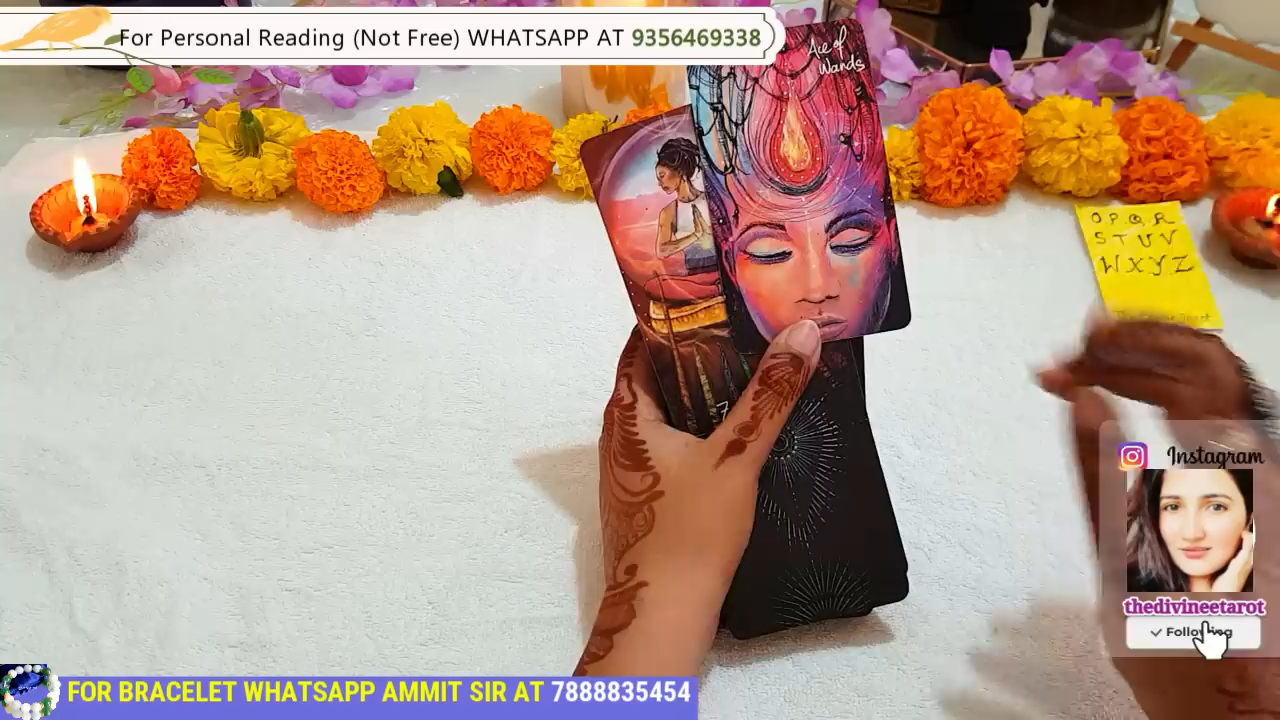 For Personal Reading (Not Free) WHATSAPP AT 9356469338
Ace of
Wands
O P Q R
S T U V
W X Y Z
7
Instagram
thedivineetarot
Following
FOR BRACELET WHATSAPP AMMIT SIR AT 7888835454